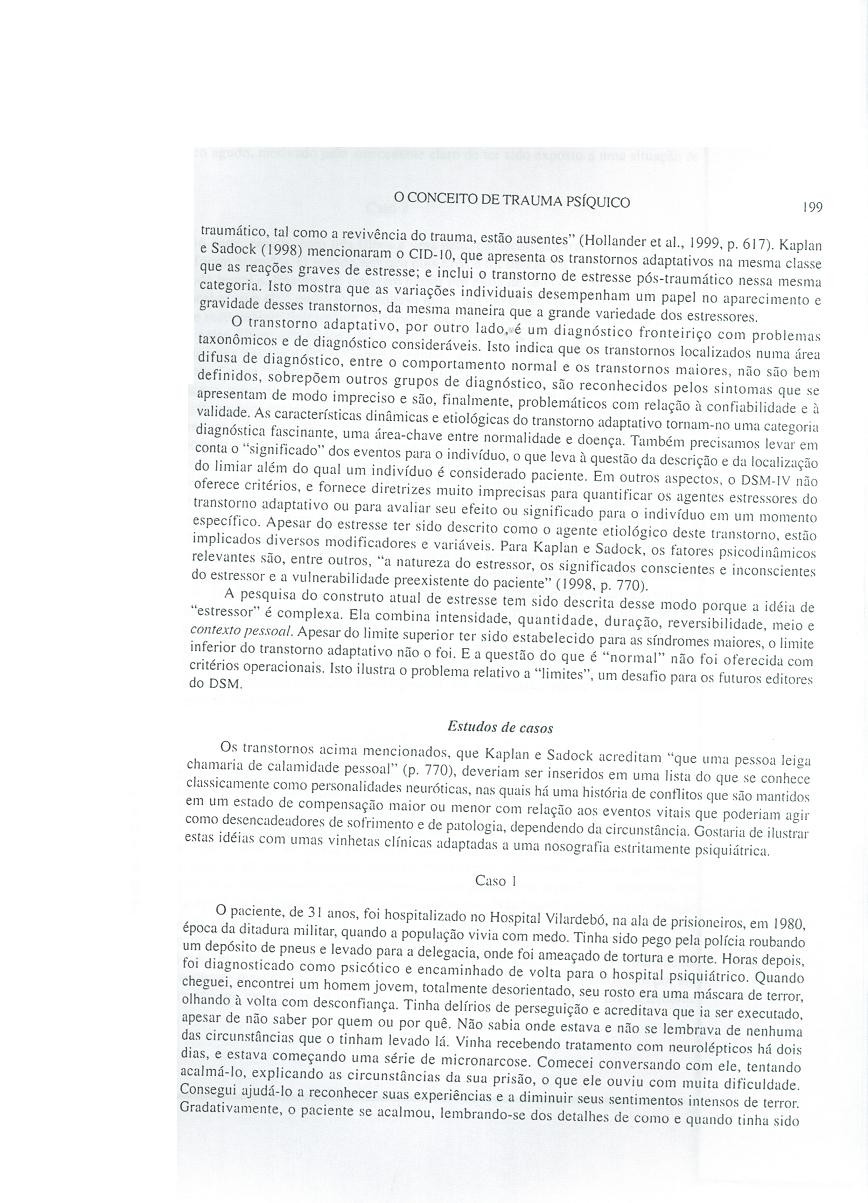 O CONCEITO DE TRAUMA PSÍQUICO
199
traumático, tal como a revivência do trauma, estão ausentes” (Hollander et al., 1999, p. 617). Kaplan
e Sadock (1998) mencionaram o CID-10, que apresenta os transtornos adaptativos na mesma classe
que as reações graves de estresse; e inclui o transtorno de estresse pós-traumático nessa mesma
categoria. Isto mostra que as variações individuais desempenham um papel no aparecimento e
gravidade desses transtornos, da mesma maneira que a grande variedade dos estressores.
O transtorno adaptativo, por outro lado, é um diagnóstico fronteiriço com problemas
taxonômicos e de diagnóstico consideráveis. Isto indica que os transtornos localizados numa área
difusa de diagnóstico, entre o comportamento normal e os transtornos maiores, não são bem
definidos, sobrepõem outros grupos de diagnóstico, são reconhecidos pelos sintomas que se
apresentam de modo impreciso e são, finalmente, problemáticos com relação à confiabilidade e à
validade. As características dinâmicas e etiológicas do transtorno adaptativo tornam-no uma categoria
diagnóstica fascinante, uma área-chave entre normalidade e doença. Também precisamos levar em
conta o “significado” dos eventos para o indivíduo, o que leva à questão da descrição e da localização
do limiar além do qual um indivíduo é considerado paciente. Em outros aspectos, o DSM-IV não
oferece critérios, e fornece diretrizes muito imprecisas para quantificar os agentes estressores do
transtorno adaptativo ou para avaliar seu efeito ou significado para o indivíduo em um momento
específico. Apesar do estresse ter sido descrito como o agente etiológico deste transtorno, estão
implicados diversos modificadores e variáveis. Para Kaplan e Sadock, os fatores psicodinâmicos
relevantes são, entre outros, “a natureza do estressor, os significados conscientes e inconscientes
do estressor e a vulnerabilidade preexistente do paciente” (1998, p. 770).
A pesquisa do construto atual de estresse tem sido descrita desse modo porque a idéia de
“estressor” é complexa. Ela combina intensidade, quantidade, duração, reversibilidade, meio e
contexto pessoal. Apesar do limite superior ter sido estabelecido para as síndromes maiores, o limite
inferior do transtorno adaptativo não o foi. E a questão do que é “normal” não foi oferecida com
critérios operacionais. Isto ilustra o problema relativo a “limites”, um desafio para os futuros editores
do DSM.
Estudos de casos
Os transtornos acima mencionados, que Kaplan e Sadock acreditam “que uma pessoa leiga
chamaria de calamidade pessoal” (p. 770), deveriam ser inseridos em uma lista do que se conhece
classicamente como personalidades neuróticas, nas quais há uma história de conflitos que são mantidos
em um estado de compensação maior ou menor com relação aos eventos vitais que poderiam agir
como desencadeadores de sofrimento e de patologia, dependendo da circunstância. Gostaria de ilustrar
estas idéias com umas vinhetas clínicas adaptadas a uma nosografia estritamente psiquiátrica.
Caso 1
O paciente, de 31 anos, foi hospitalizado no Hospital Vilardebó, na ala de prisioneiros, em 1980,
época da ditadura militar, quando a população vivia com medo. Tinha sido pego pela polícia roubando
um depósito de pneus e levado para a delegacia, onde foi ameaçado de tortura e morte. Horas depois,
foi diagnosticado como psicótico e encaminhado de volta para o hospital psiquiátrico. Quando
cheguei, encontrei um homem jovem, totalmente desorientado, seu rosto era uma máscara de terror,
olhando à volta com desconfiança. Tinha delírios de perseguição e acreditava que ia ser executado,
apesar de não saber por quem ou por quê. Não sabia onde estava e não se lembrava de nenhuma
das circunstâncias que o tinham levado lá. Vinha recebendo tratamento com neurolépticos há dois
dias, e estava começando uma série de micronarcose. Comecei conversando com ele, tentando
acalmá-lo, explicando as circunstâncias da sua prisão, o que ele ouviu com muita dificuldade.
Consegui ajudá-lo a reconhecer suas experiências e a diminuir seus sentimentos intensos de terror.
Gradativamente, o paciente se acalmou, lembrando-se dos detalhes de como e quando tinha sido